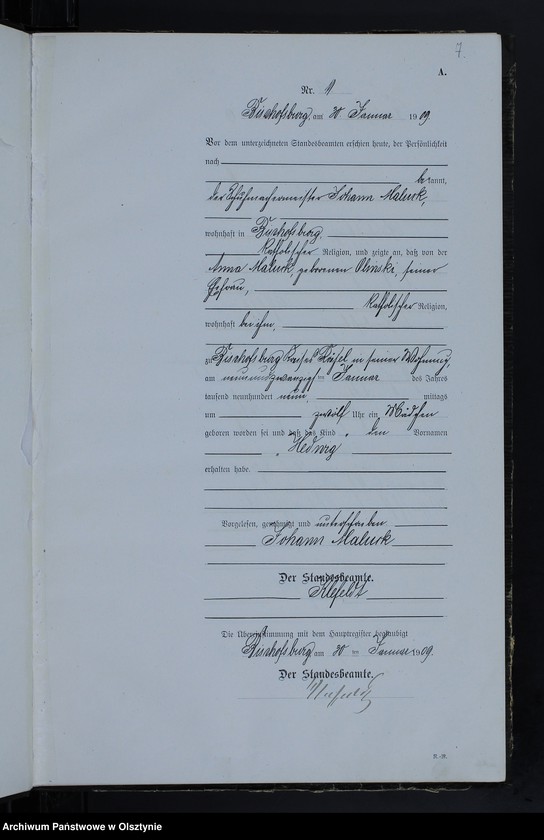 7.
A.
Nr. 11
Bischofsburg, am 30 Januar 1909.
Vor dem unterzeichneten Standesbeamten erschien heute, der Persönlichkeit
nach
bekannt,
der Schuhmachermeister Johann
wohnhaft in Bischofsburg
katholischer Religion, und zeigte an, daß von der
Anna geborenen Olinski, seiner
Ehefrau,
katholischer Religion,
wohnhaft bei ihm,
zu Bischofsburg Kreises Rößel in seiner Wohnung,
am neunundzwanzigsten Januar des Jahres
tausend neunhundert neun, mittags
um zwölf Uhr ein Mädchen
geboren worden sei und daß das Kind den Vornamen
Hedwig
erhalten habe.
Vorgelesen, genehmigt und unterschrieben
Johann
Der Standesbeamte.
Klefeldt
Die Übereinstimmung mit dem Hauptregister beglaubigt
Bischofsburg am 30 ten Januar 1909.
Der Standesbeamte.
Archiwum Państwowe w Olsztynie